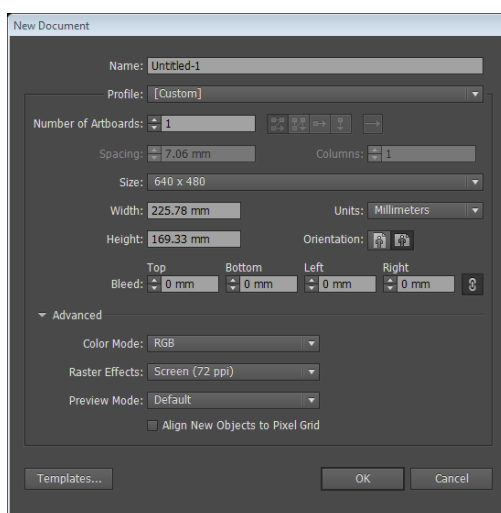 New Document
Name: Untitled-1
Profile: [Custom]
Number of Artboards: 1
Spacing: 7.06 mm Columns: 1
Size: 640 x 480
Width: 225.78 mm Units: Millimeters
Height: 169.33 mm Orientation:
Top Bottom Left Right
Bleed: 0 mm 0 mm 0 mm 0 mm
Advanced
Color Mode: RGB
Raster Effects: Screen (72 ppi)
Preview Mode: Default
Align New Objects to Pixel Grid
Templates... OK Cancel